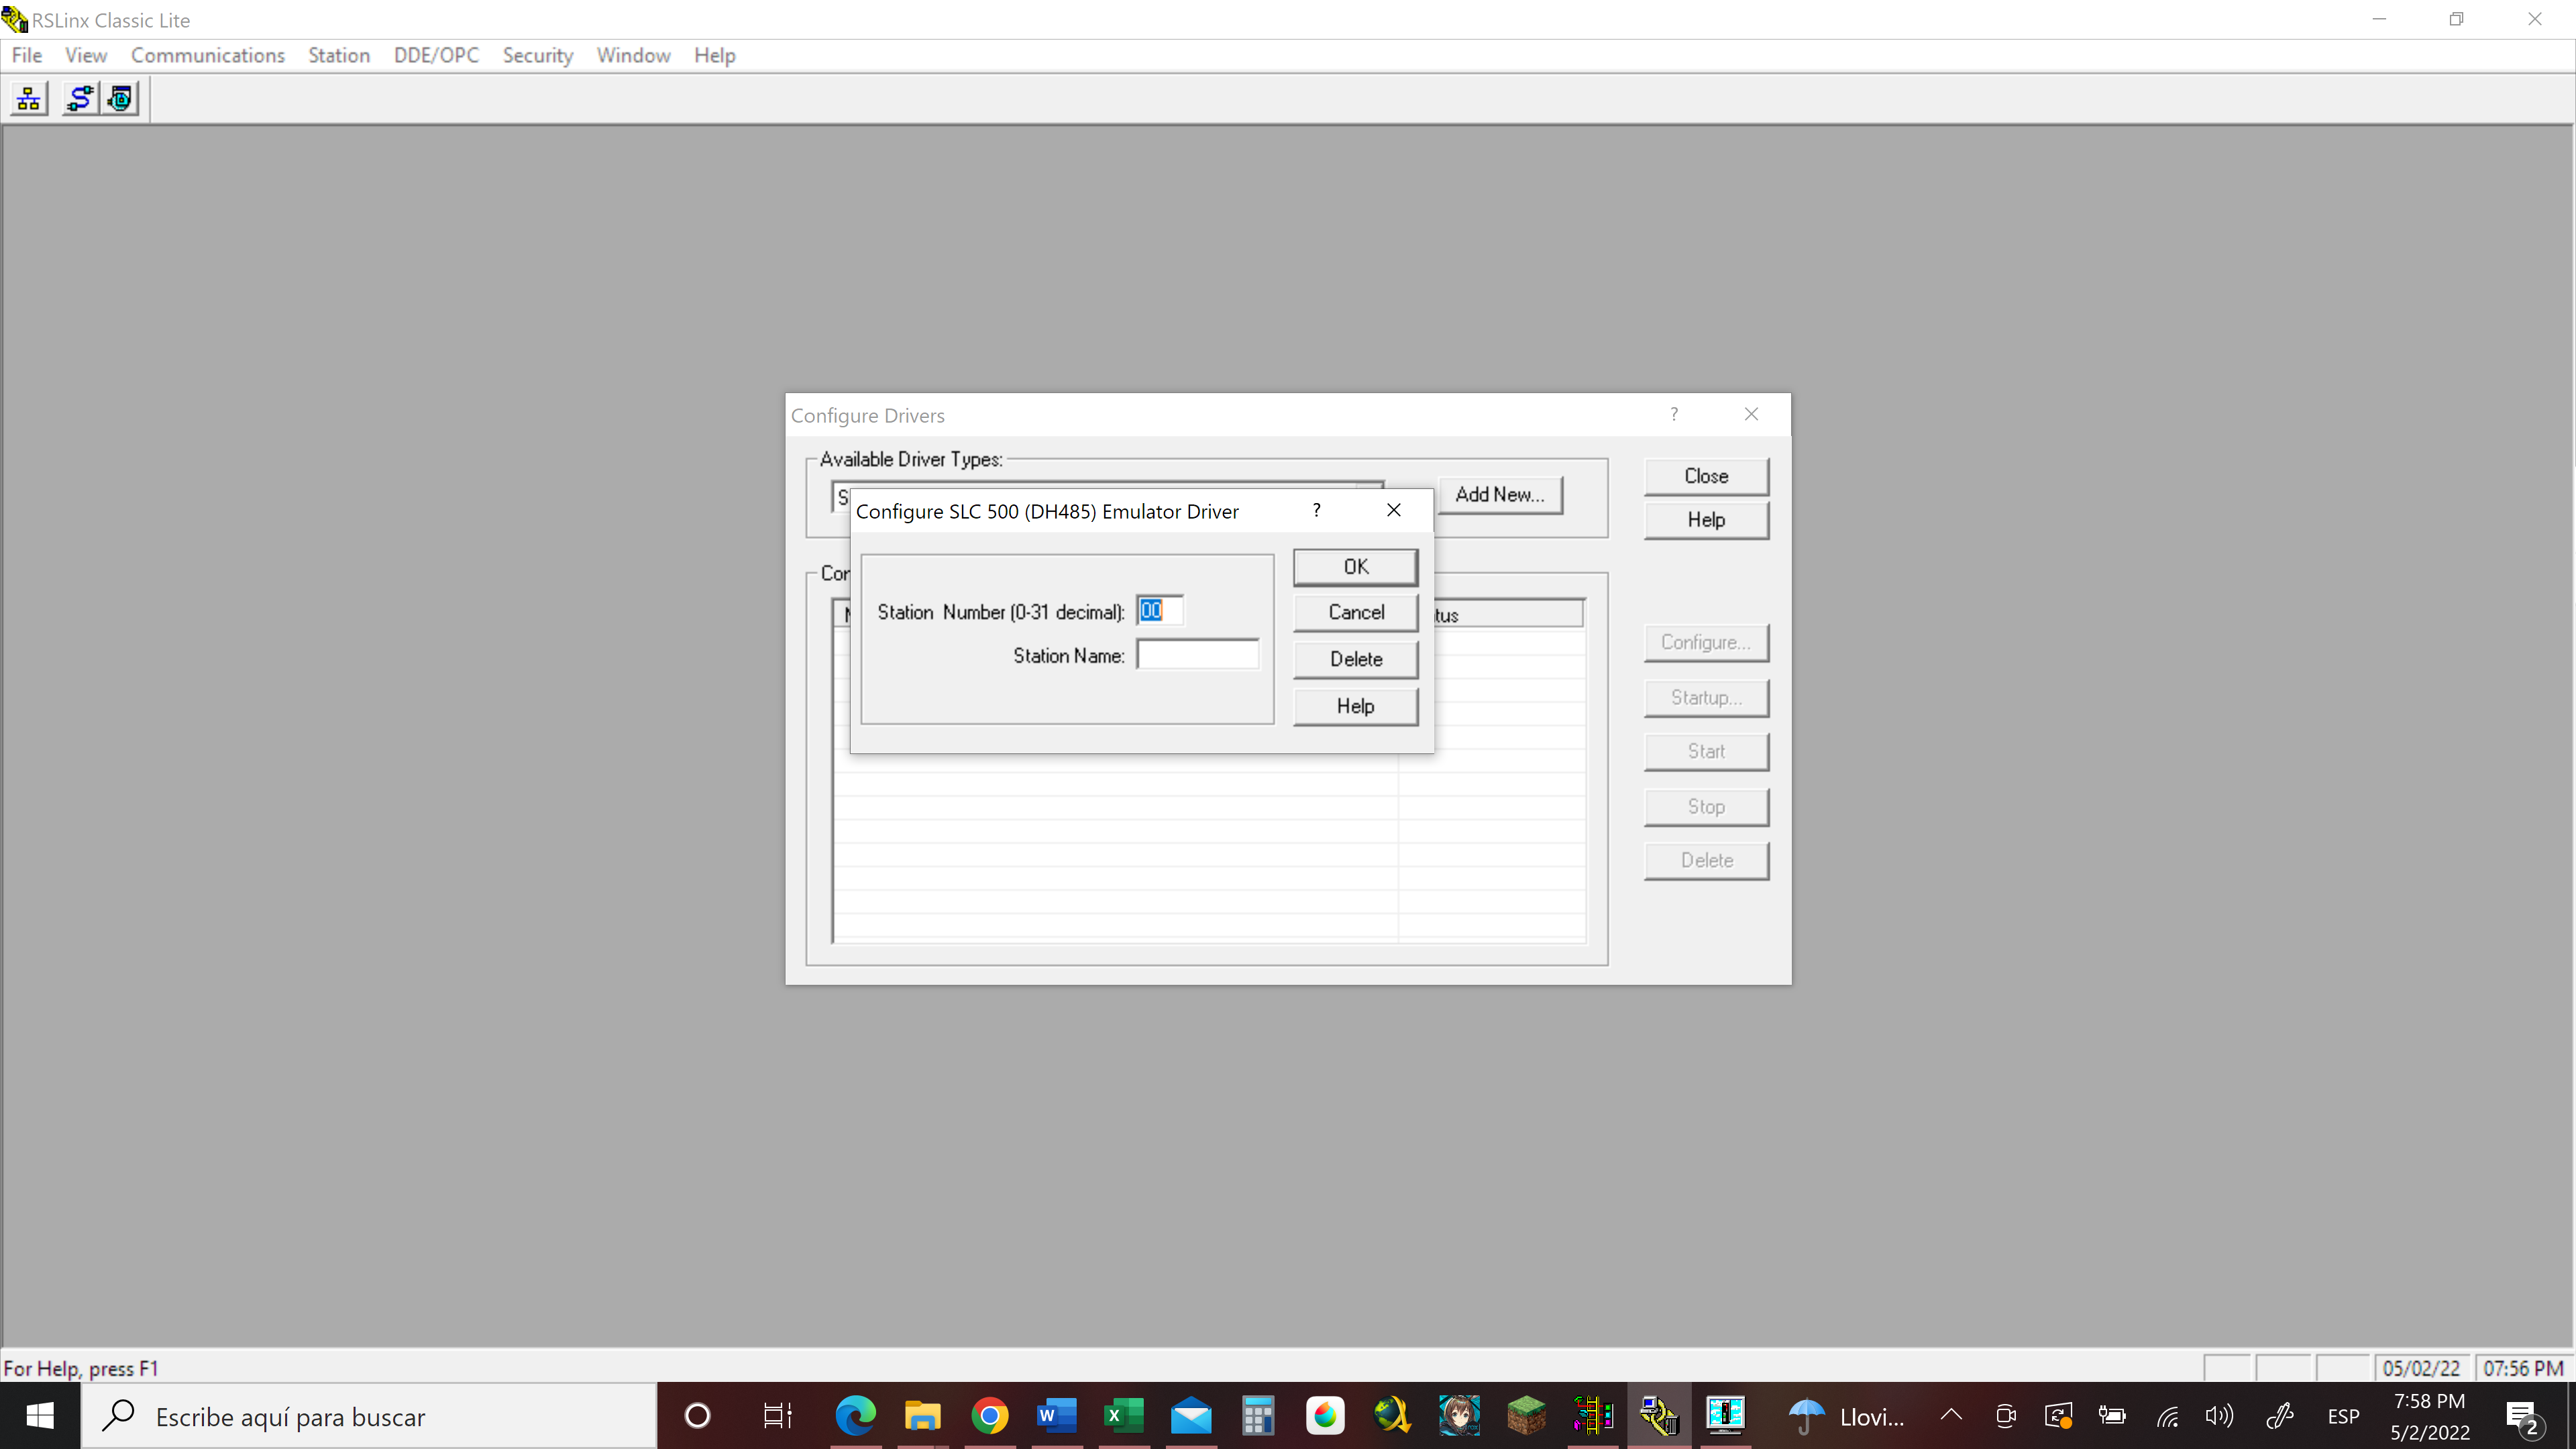 RSLinx Classic Lite
File View Communications Station DDE/OPC Security Window Help
Configure Drivers ?
Available Driver Types:
S
Add New...
Close
Help
Configure SLC 500 (DH485) Emulator Driver ?
Station Number (0-31 decimal): 00
Station Name:
OK
Cancel
Delete
Help
Con
tus
Configure...
Startup...
Start
Stop
Delete
For Help, press F1
05/02/22 07:56 PM
Escribe aquí para buscar
Llovi...
ESP
7:58 PM
5/2/2022
2